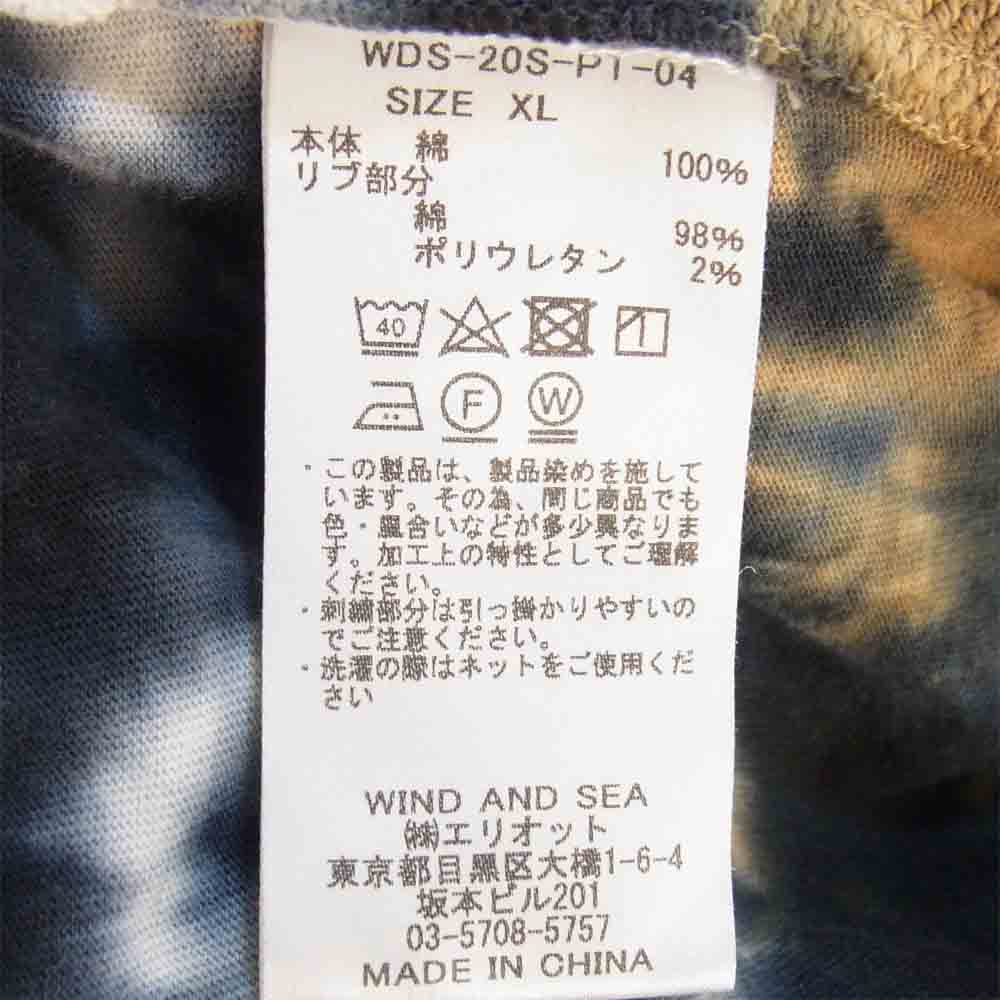 WDS-20S-PT-04
SIZE XL
本体 綿 100%
リブ部分
綿 98%
ポリウレタン 2%
40
F W
・この製品は、製品染めを施して
います。その為、同じ商品でも
色・風合いなどが多少異なりま
す。加工上の特性としてご理解
ください。
・刺繍部分は引っ掛かりやすいの
でご注意ください。
・洗濯の際はネットをご使用くだ
さい
WIND AND SEA
㈱エリオット
東京都目黒区大橋1-6-4
坂本ビル201
03-5708-5757
MADE IN CHINA